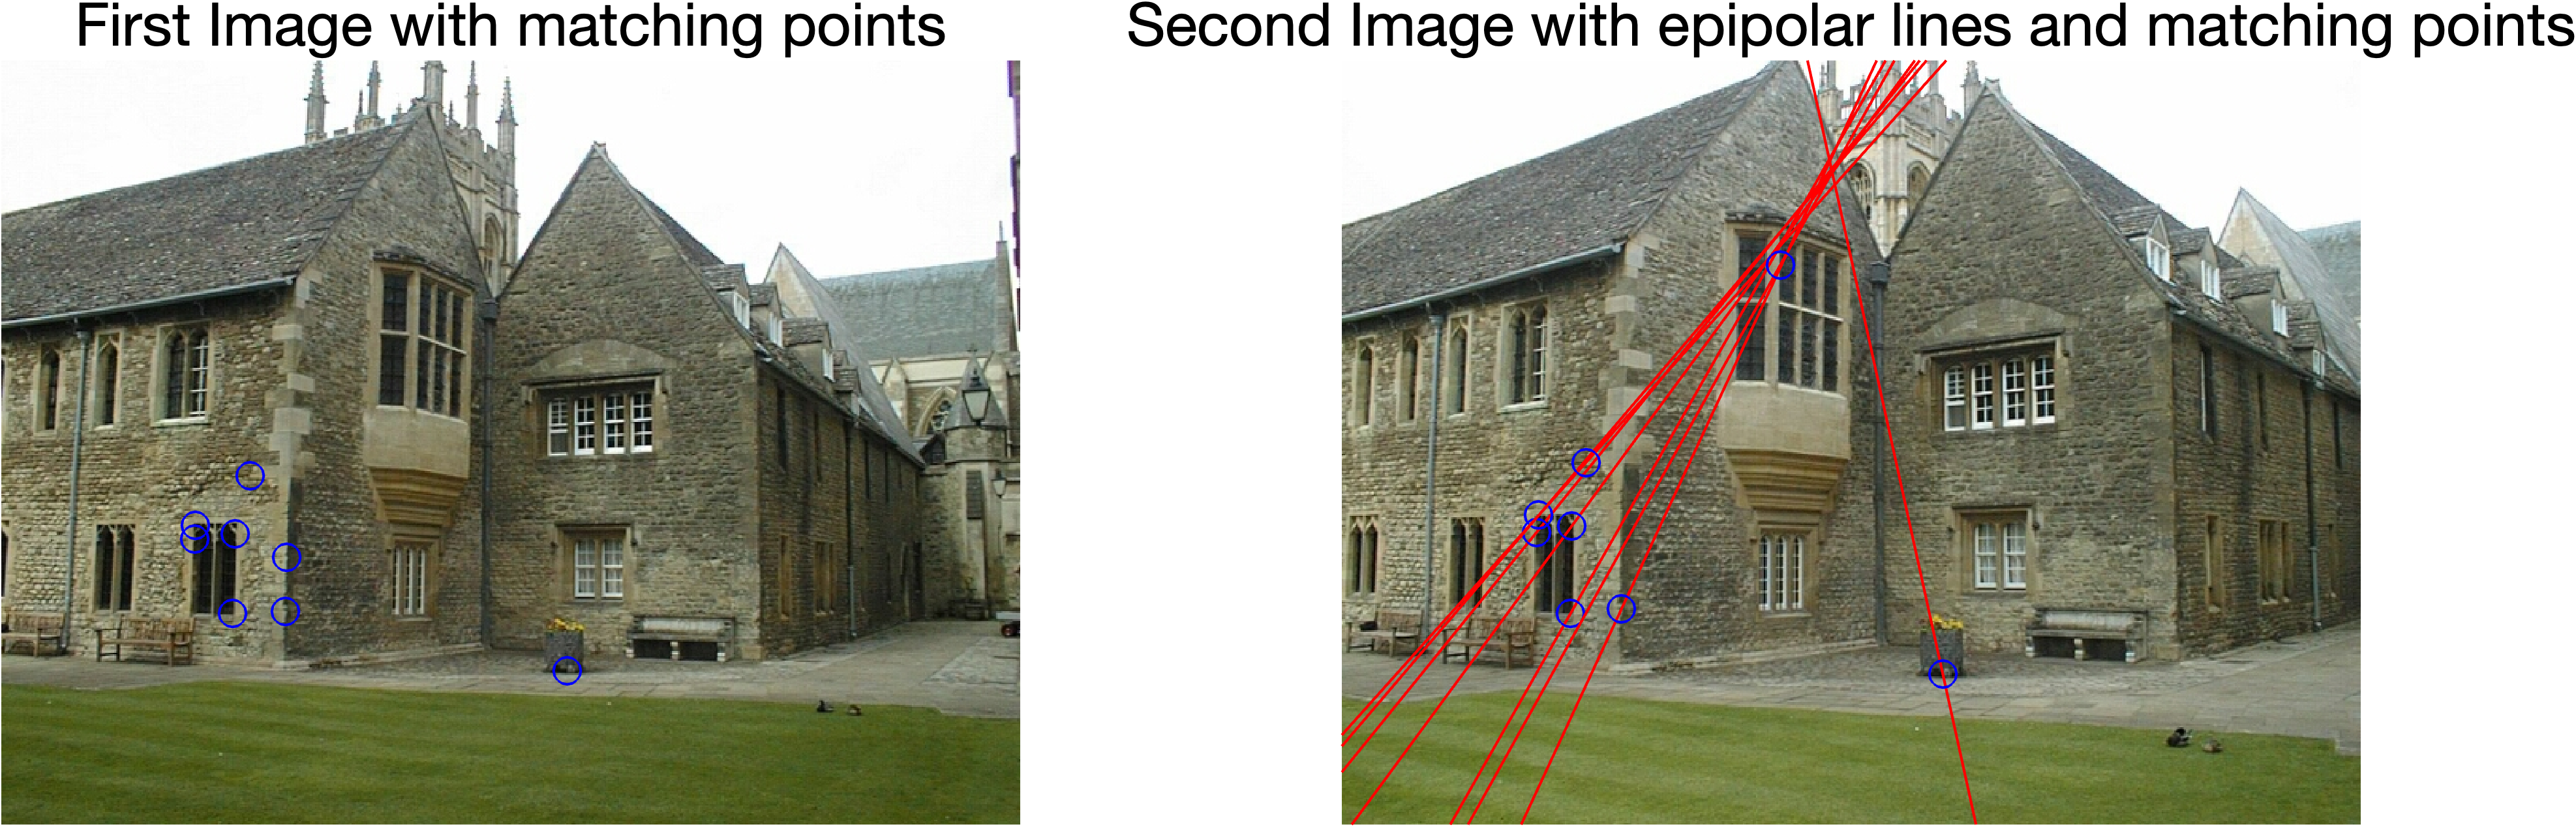 First Image with matching points
Second Image with epipolar lines and matching points